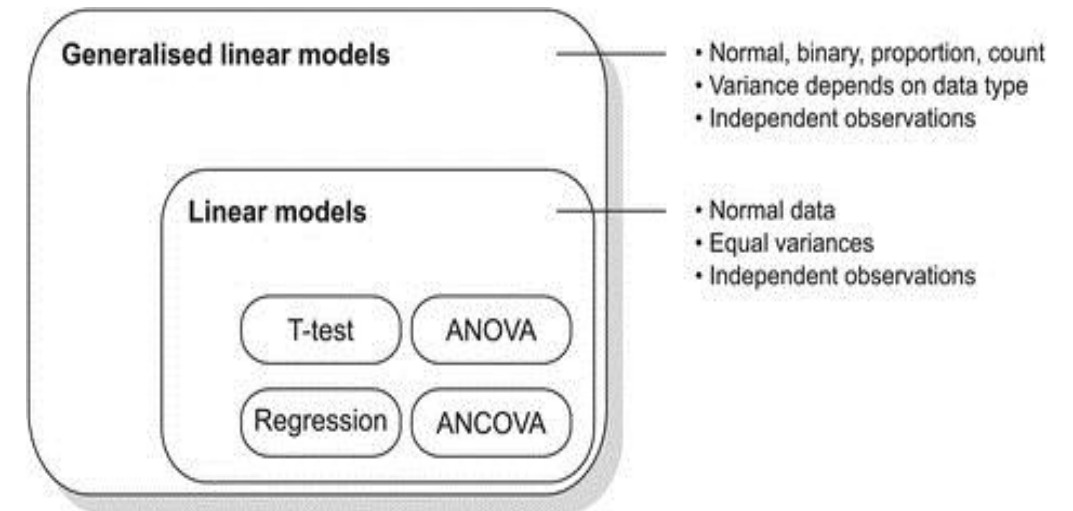 Generalised linear models
• Normal, binary, proportion, count
• Variance depends on data type
• Independent observations
Linear models
• Normal data
• Equal variances
• Independent observations
T-test
ANOVA
Regression
ANCOVA